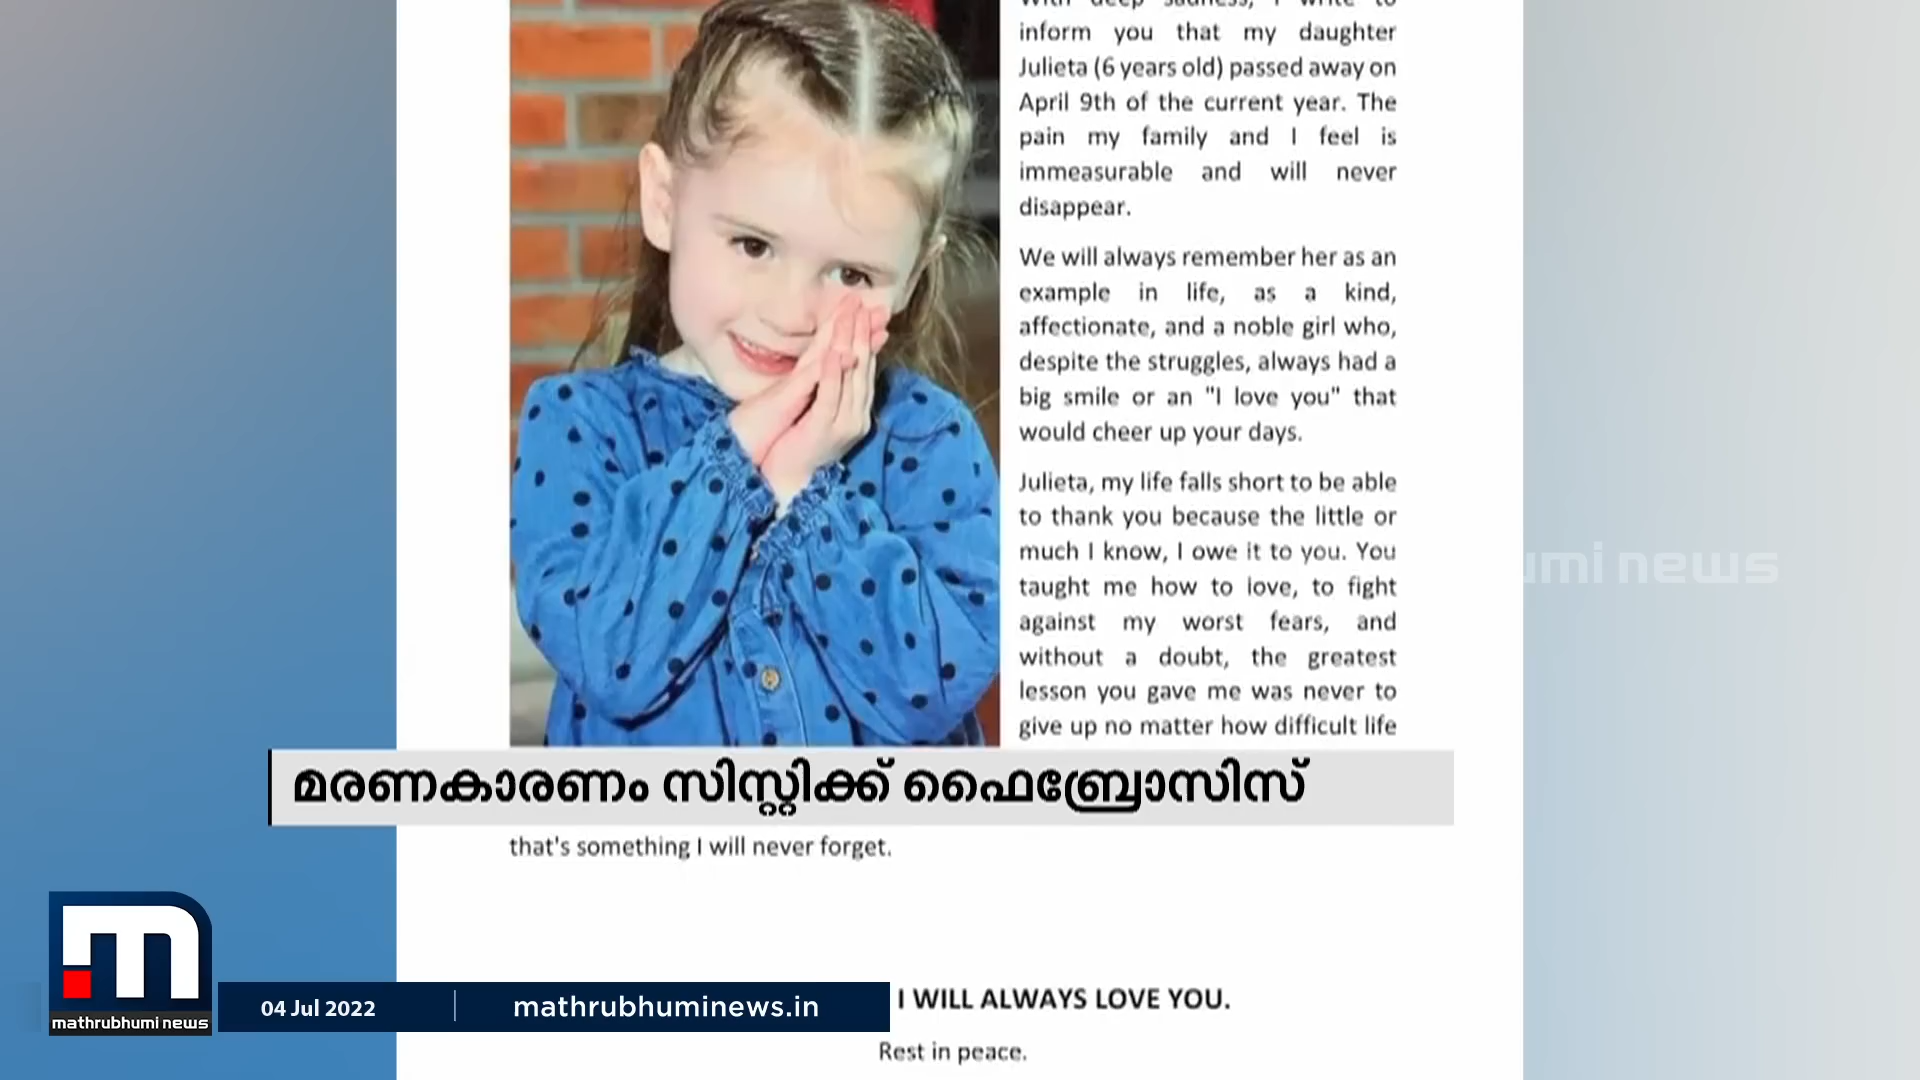 With deep sadness, I write to
inform you that my daughter
Julieta (6 years old) passed away on
April 9th of the current year. The
pain my family and I feel is
immeasurable and will never
disappear.
We will always remember her as an
example in life, as a kind,
affectionate, and a noble girl who,
despite the struggles, always had a
big smile or an "I love you" that
would cheer up your days.
Julieta, my life falls short to be able
to thank you because the little or
much I know, I owe it to you. You
taught me how to love, to fight
against my worst fears, and
without a doubt, the greatest
lesson you gave me was never to
give up no matter how difficult life
umi news
മരണകാരണം സിസ്റ്റിക്ക് ഫൈബ്രോസിസ്
that's something I will never forget.
I WILL ALWAYS LOVE YOU.
Rest in peace.
mathrubhumi news
04 Jul 2022
mathrubhuminews.in